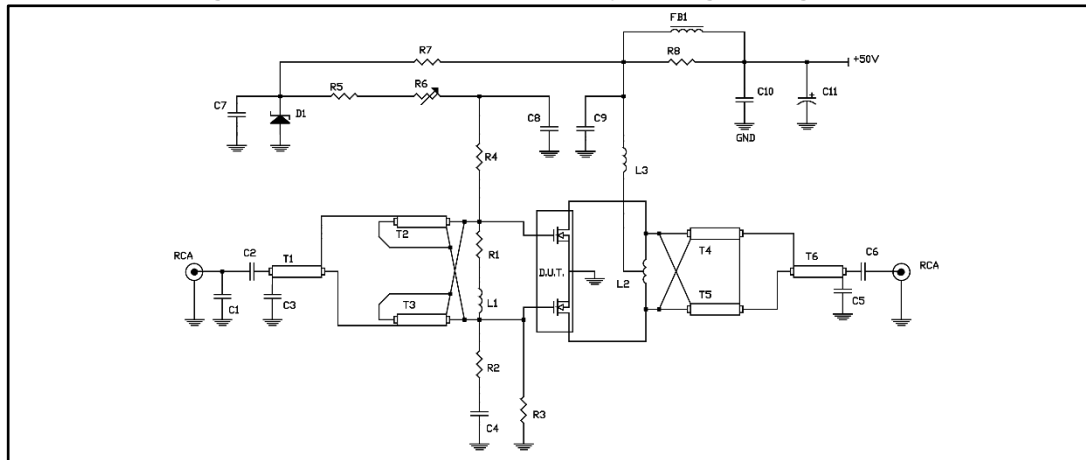 FB1
R7
R8
+50V
R5
R6
C7
D1
C8
C9
C10
C11
GND
R4
L3
T2
R1
RCA
C2
T1
D.U.T.
T4
T6
C6
RCA
L2
C1
C3
T3
L1
T5
C5
R2
R3
C4